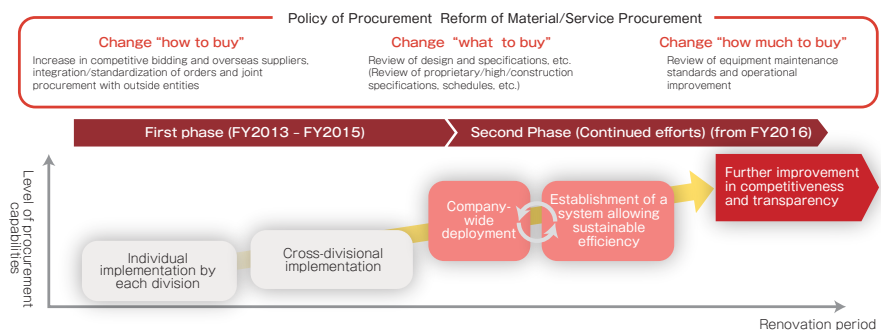 Policy of Procurement Reform of Material/Service Procurement
Change “how to buy”
Increase in competitive bidding and overseas suppliers,
integration/standardization of orders and joint
procurement with outside entities
Change “what to buy”
Review of design and specifications, etc.
(Review of proprietary/high/construction
specifications, schedules, etc.)
Change “how much to buy”
Review of equipment maintenance
standards and operational
improvement
First phase (FY2013 – FY2015)
Second Phase (Continued efforts) (from FY2016)
Level of procurement
capabilities
Individual
implementation by
each division
Cross-divisional
implementation
Company-
wide
deployment
Establishment of a
system allowing
sustainable
efficiency
Further improvement
in competitiveness
and transparency
Renovation period